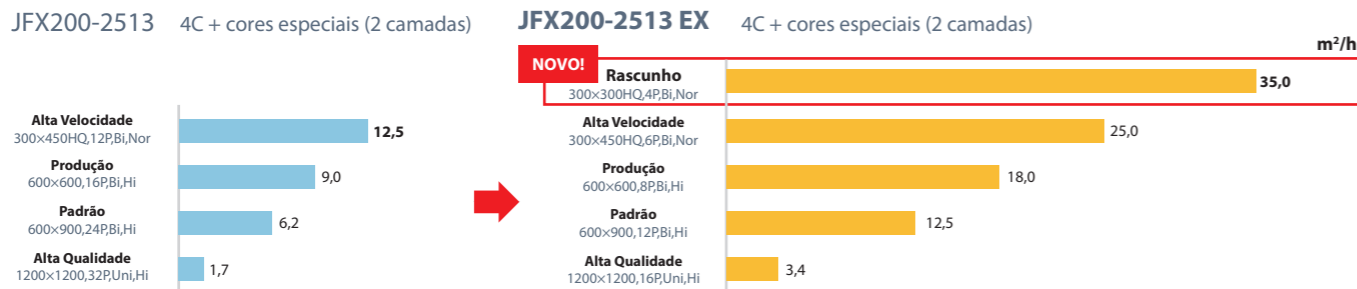 JFX200-2513 4C + cores especiais (2 camadas)
Alta Velocidade
300×450HQ,12P,Bi,Nor
12,5
Produção
600×600,16P,Bi,Hi
9,0
Padrão
600×900,24P,Bi,Hi
6,2
Alta Qualidade
1200×1200,32P,Uni,Hi
1,7
JFX200-2513 EX 4C + cores especiais (2 camadas)
m²/h
NOVO!
Rascunho
300×300HQ,4P,Bi,Nor
35,0
Alta Velocidade
300×450HQ,6P,Bi,Nor
25,0
Produção
600×600,8P,Bi,Hi
18,0
Padrão
600×900,12P,Bi,Hi
12,5
Alta Qualidade
1200×1200,16P,Uni,Hi
3,4